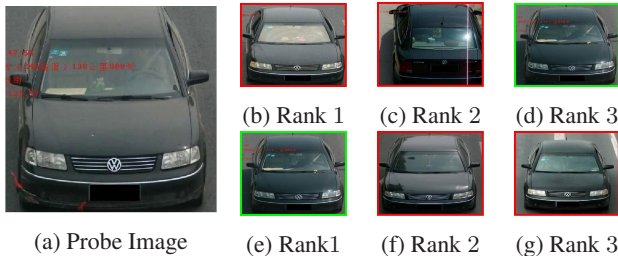 (b) Rank 1
(c) Rank 2
(d) Rank 3
(a) Probe Image
(e) Rank1
(f) Rank 2
(g) Rank 3